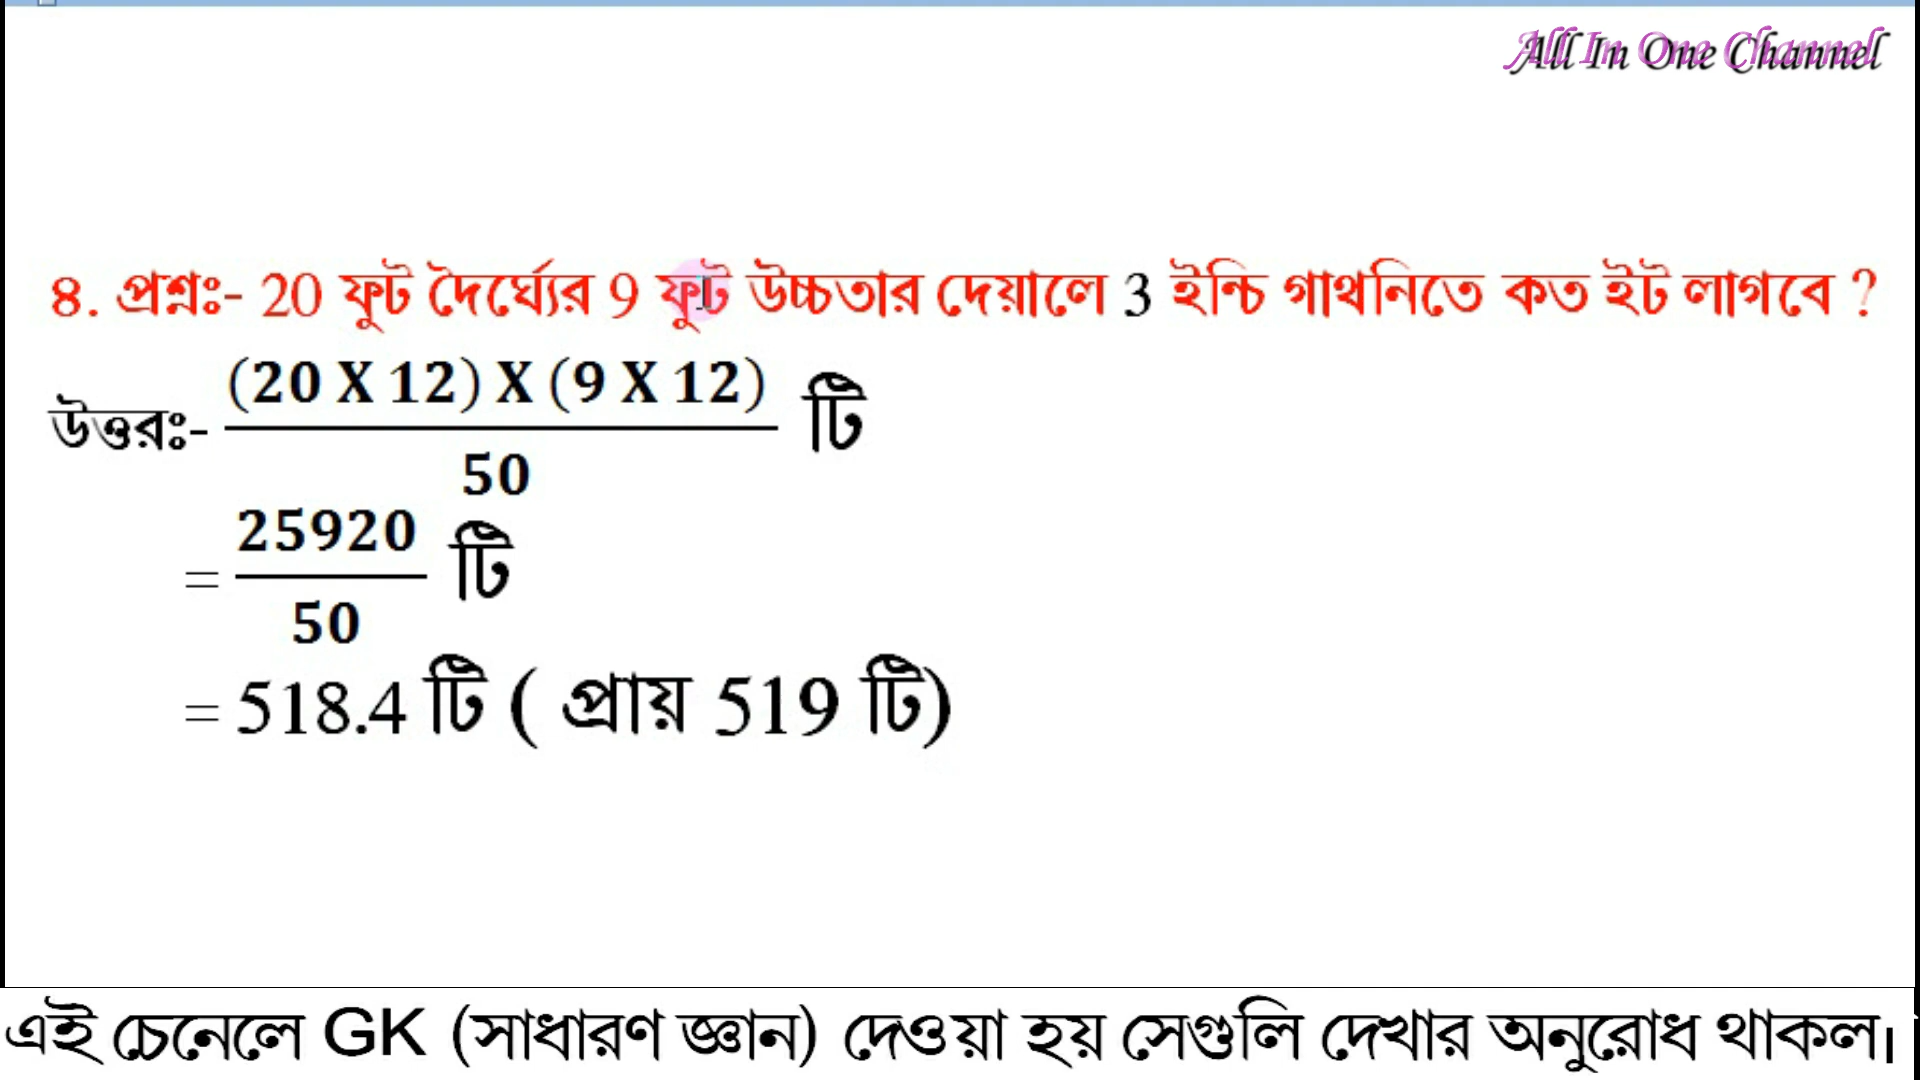 All In One Channel
৪. প্রশ্নঃ- 20 ফুট দৈর্ঘ্যের 9 ফুট উচ্চতার দেয়ালে 3 ইন্চি গাথনিতে কত ইট লাগবে ?
উত্তরঃ- (20 X 12) X (9 X 12) টি
50
= 25920 টি
50
= 518.4 টি ( প্রায় 519 টি)
এই চেনেলে GK (সাধারণ জ্ঞান) দেওয়া হয় সেগুলি দেখার অনুরোধ থাকল।